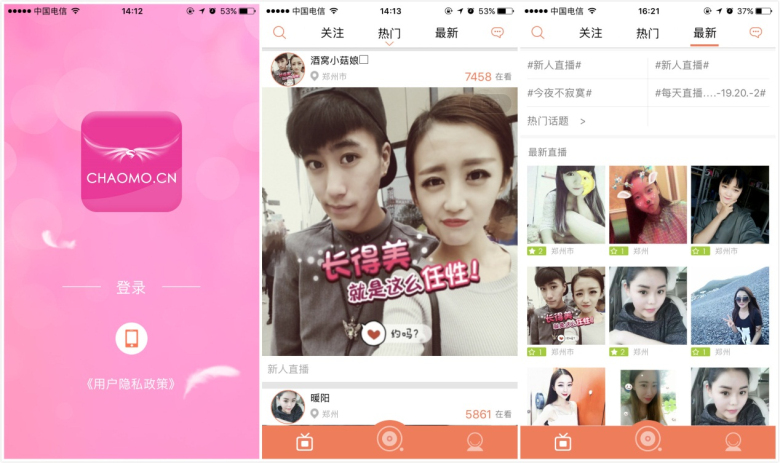 中国电信
14:12
53%
CHAOMO.CN
登录
《用户隐私政策》
中国电信
14:13
53%
关注
热门
最新
酒窝小菇娘
郑州市
7458 在看
长得美
就是这么任性!
约吗?
新人直播
暖阳
郑州
5861 在看
中国电信
16:21
37%
关注
热门
最新
#新人直播#
#新人直播#
#今夜不寂寞#
#每天直播....-19.20.-2#
热门话题 >
最新直播
2 郑州市
1 郑州
1 郑州市
长得美
就是这么任性!
约吗?
1 郑州市
2 郑州
1 郑州